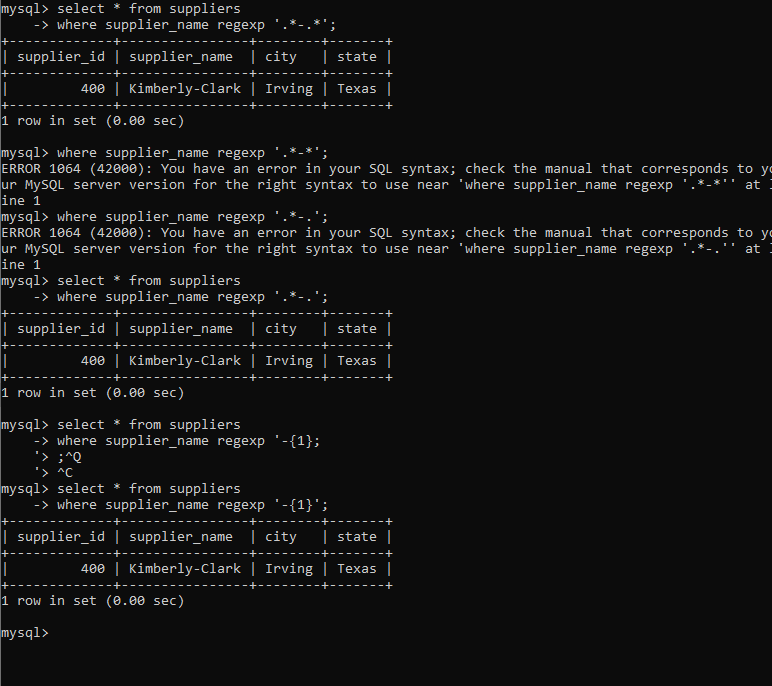 mysql> select * from suppliers
    -> where supplier_name regexp '.*-.*';
+-------------+----------------+--------+-------+
| supplier_id | supplier_name  | city   | state |
+-------------+----------------+--------+-------+
|         400 | Kimberly-Clark | Irving | Texas |
+-------------+----------------+--------+-------+
1 row in set (0.00 sec)

mysql> where supplier_name regexp '.*-*';
ERROR 1064 (42000): You have an error in your SQL syntax; check the manual that corresponds to yo
ur MySQL server version for the right syntax to use near 'where supplier_name regexp '.*-*'' at l
ine 1
mysql> where supplier_name regexp '.*-.';
ERROR 1064 (42000): You have an error in your SQL syntax; check the manual that corresponds to yo
ur MySQL server version for the right syntax to use near 'where supplier_name regexp '.*-.'' at l
ine 1
mysql> select * from suppliers
    -> where supplier_name regexp '.*-.';
+-------------+----------------+--------+-------+
| supplier_id | supplier_name  | city   | state |
+-------------+----------------+--------+-------+
|         400 | Kimberly-Clark | Irving | Texas |
+-------------+----------------+--------+-------+
1 row in set (0.00 sec)

mysql> select * from suppliers
    -> where supplier_name regexp '-{1};
    '> ;^Q
    '> ^C
mysql> select * from suppliers
    -> where supplier_name regexp '-{1}';
+-------------+----------------+--------+-------+
| supplier_id | supplier_name  | city   | state |
+-------------+----------------+--------+-------+
|         400 | Kimberly-Clark | Irving | Texas |
+-------------+----------------+--------+-------+
1 row in set (0.00 sec)

mysql>